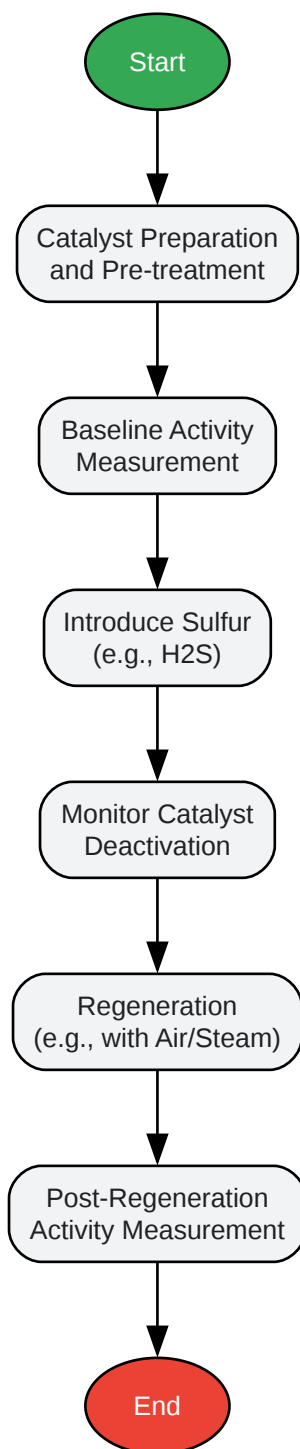 Start
Catalyst Preparation
and Pre-treatment
Baseline Activity
Measurement
Introduce Sulfur
(e.g., H2S)
Monitor Catalyst
Deactivation
Regeneration
(e.g., with Air/Steam)
Post-Regeneration
Activity Measurement
End